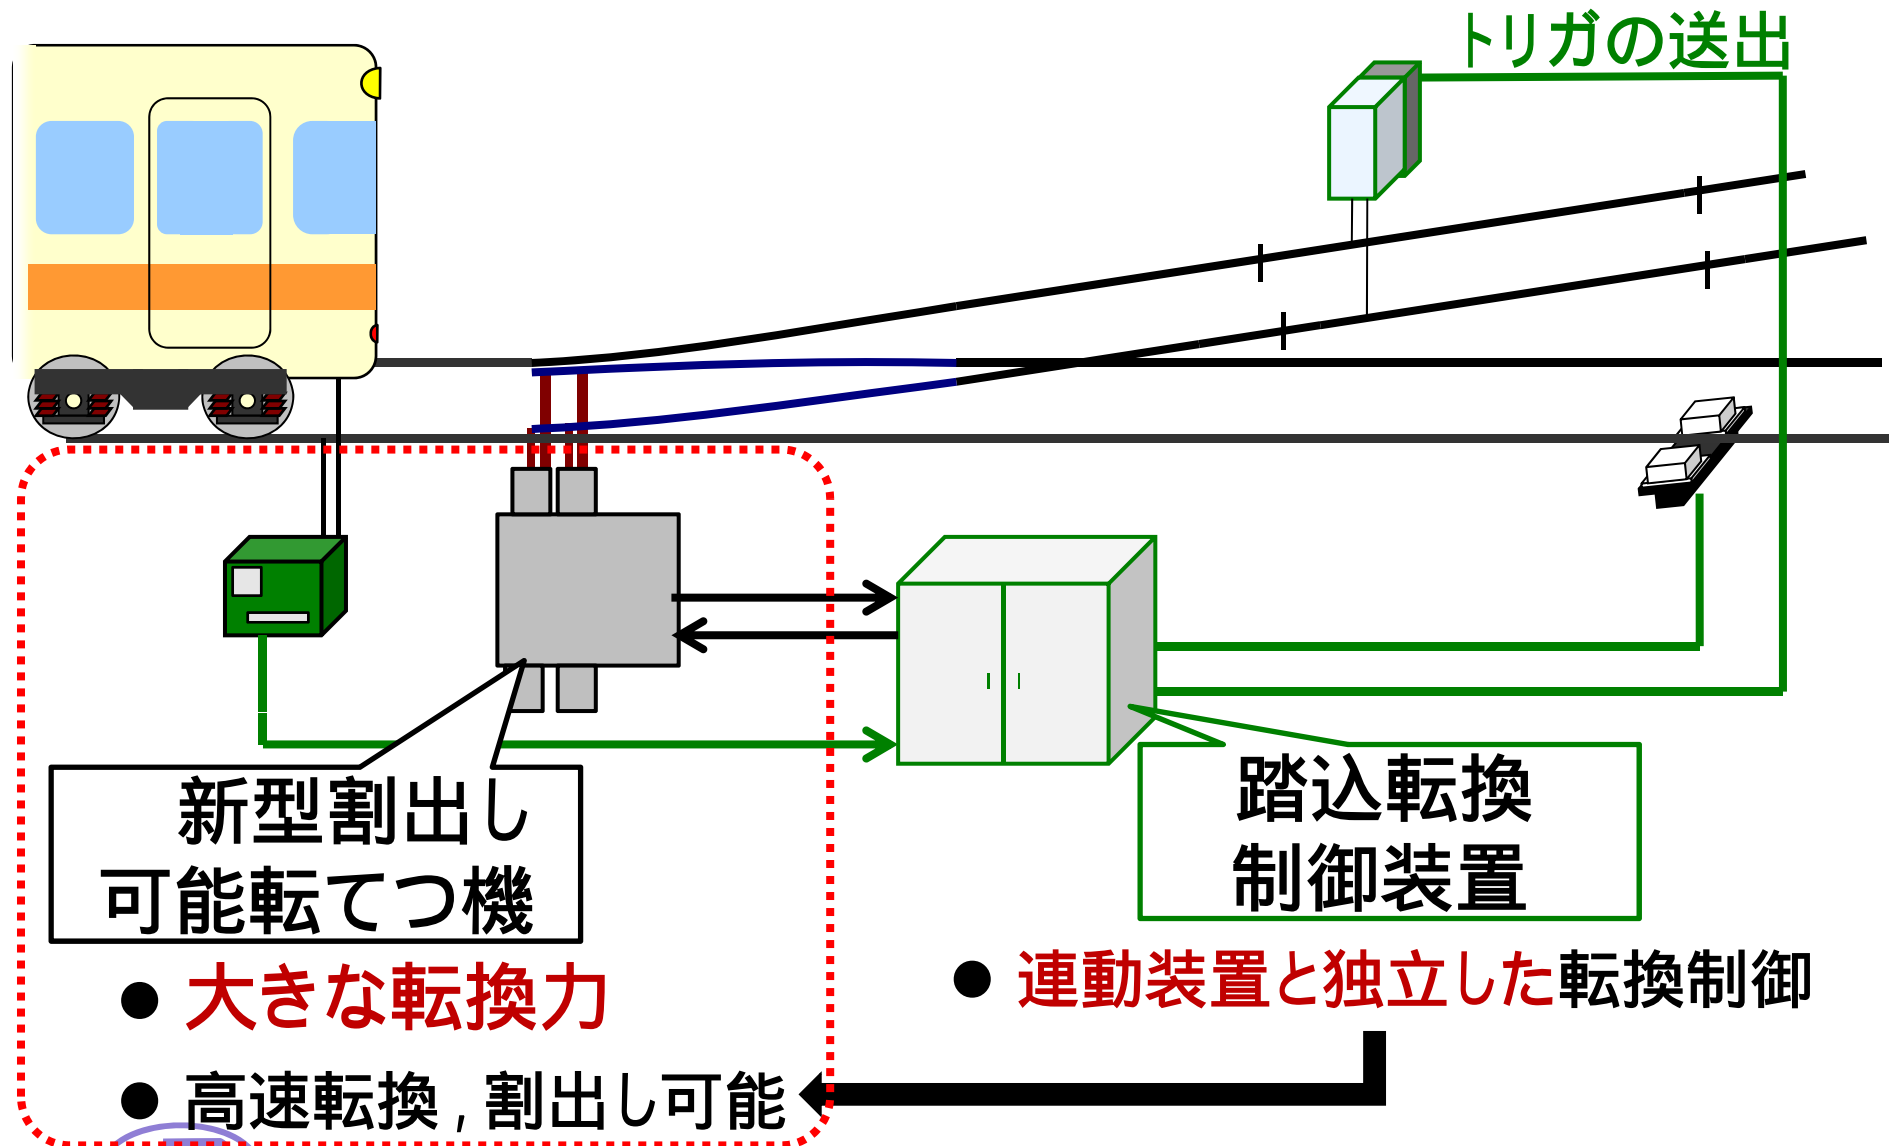 トリガの送出
新型割出し
可能転てつ機
踏込転換
制御装置
● 大きな転換力
● 連動装置と独立した転換制御
● 高速転換，割出し可能